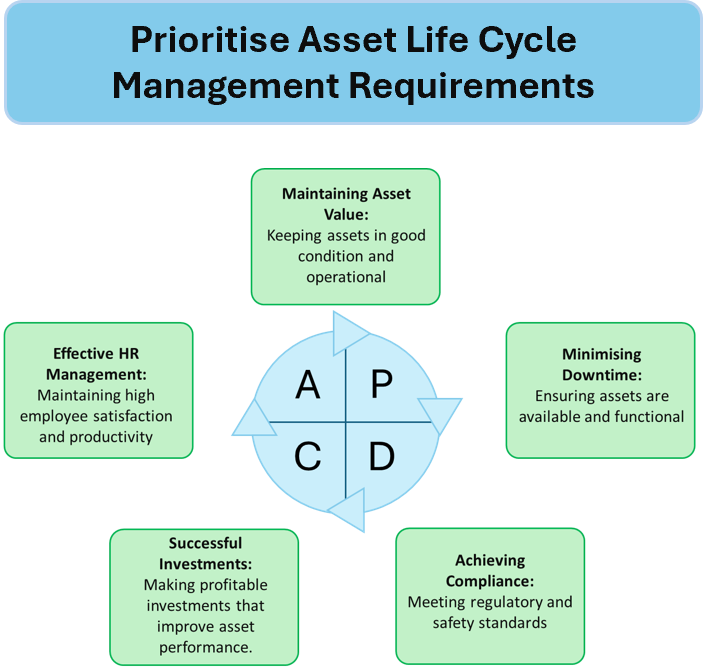 Prioritise Asset Life Cycle
Management Requirements
Maintaining Asset
Value:
Keeping assets in good
condition and
operational
Effective HR
Management:
Maintaining high
employee satisfaction
and productivity
Minimising
Downtime:
Ensuring assets are
available and functional
A P
C D
Successful
Investments:
Making profitable
investments that
improve asset
performance.
Achieving
Compliance:
Meeting regulatory and
safety standards